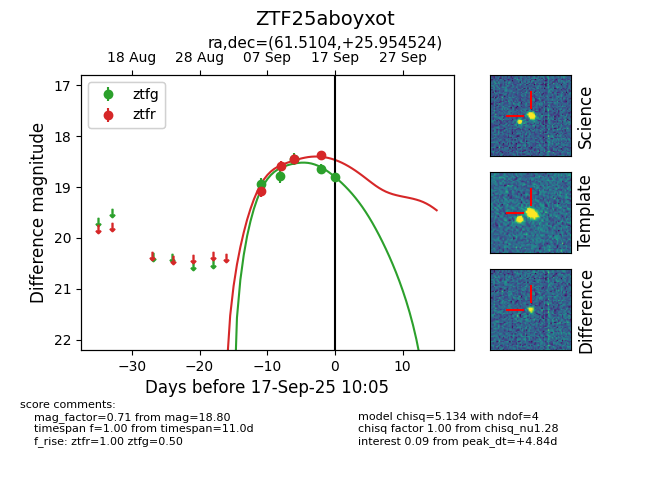 ZTF25aboyxot
ra,dec=(61.5104,+25.954524)
18 Aug 28 Aug 07 Sep 17 Sep 27 Sep
17
18
19
20
21
22
Difference magnitude
ztfg
ztfr
−30 −20 −10 0 10
Days before 17-Sep-25 10:05
Science
Template
Difference
score comments:
mag_factor=0.71 from mag=18.80
timespan f=1.00 from timespan=11.0d
f_rise: ztfr=1.00 ztfg=0.50
model chisq=5.134 with ndof=4
chisq factor 1.00 from chisq_nu1.28
interest 0.09 from peak_dt=+4.84d